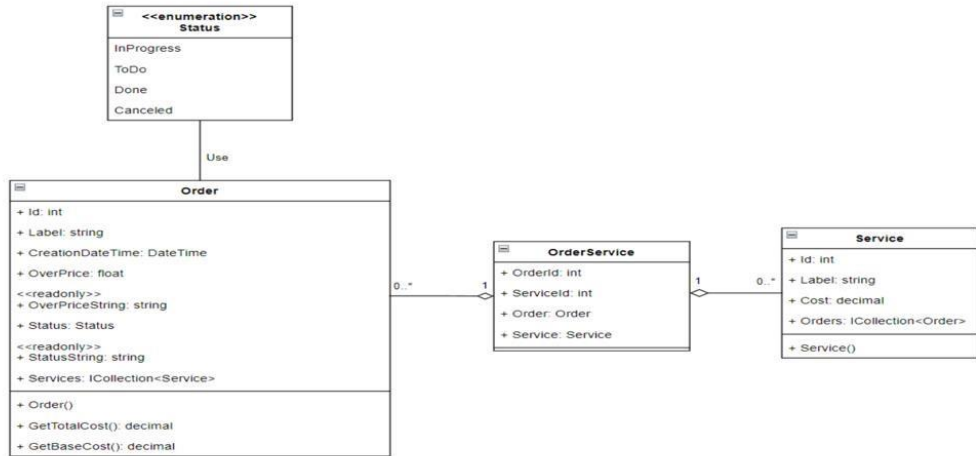 <<enumeration>>
Status
InProgress
ToDo
Done
Canceled
Use
Order
+ Id: int
+ Label: string
+ CreationDateTime: DateTime
+ OverPrice: float
<<readonly>>
+ OverPriceString: string
+ Status: Status
<<readonly>>
+ StatusString: string
+ Services: ICollection<Service>
+ Order()
+ GetTotalCost(): decimal
+ GetBaseCost(): decimal
0..*
1
OrderService
+ OrderId: int
+ ServiceId: int
+ Order: Order
+ Service: Service
1
0..*
Service
+ Id: int
+ Label: string
+ Cost: decimal
+ Orders: ICollection<Order>
+ Service()